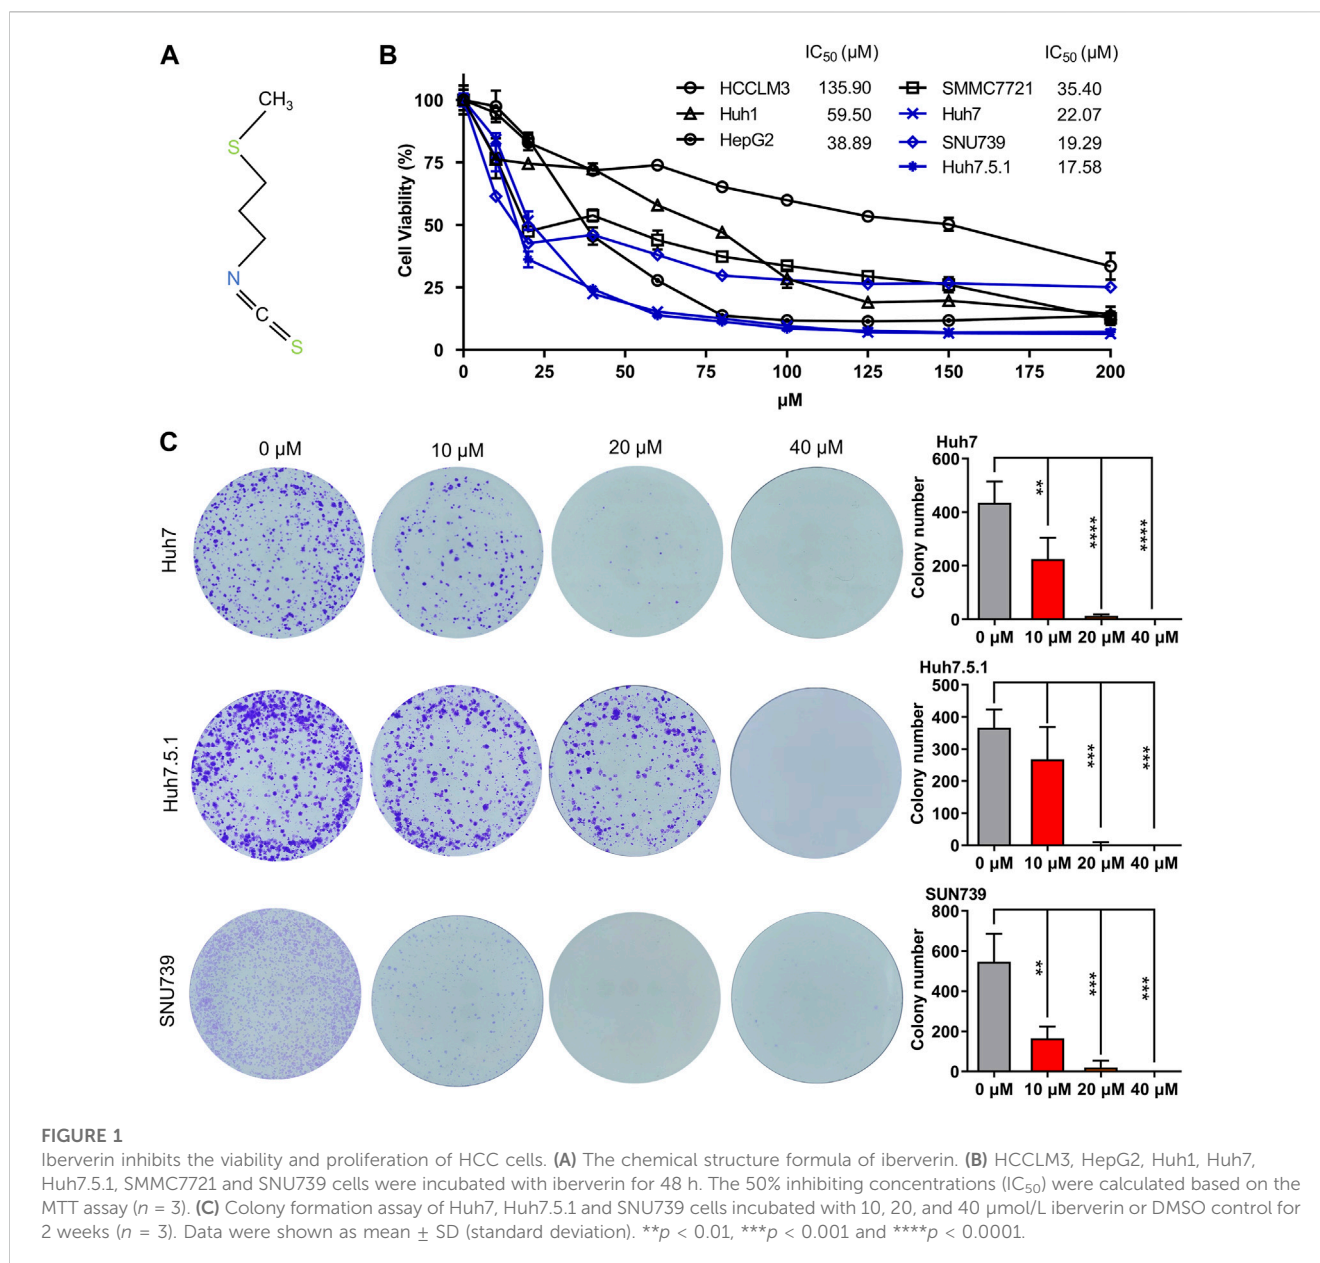 A
CH3
S
N
C
S
B
IC50 (µM)
IC50 (µM)
HCCLM3 135.90
SMMC7721 35.40
Huh1 59.50
Huh7 22.07
HepG2 38.89
SNU739 19.29
Huh7.5.1 17.58
Cell Viability (%)
100
75
50
25
0
0 25 50 75 100 125 150 175 200
µM
C
0 µM 10 µM 20 µM 40 µM
Huh7
Huh7
Colony number
600
400
200
0
**
****
****
0 µM 10 µM 20 µM 40 µM
Huh7.5.1
Huh7.5.1
Colony number
500
400
300
200
100
0
***
***
0 µM 10 µM 20 µM 40 µM
SNU739
SUN739
Colony number
800
600
400
200
0
**
***
***
0 µM 10 µM 20 µM 40 µM
FIGURE 1
Iberverin inhibits the viability and proliferation of HCC cells. (A) The chemical structure formula of iberverin. (B) HCCLM3, HepG2, Huh1, Huh7,
Huh7.5.1, SMMC7721 and SNU739 cells were incubated with iberverin for 48 h. The 50% inhibiting concentrations (IC50) were calculated based on the
MTT assay (n = 3). (C) Colony formation assay of Huh7, Huh7.5.1 and SNU739 cells incubated with 10, 20, and 40 µmol/L iberverin or DMSO control for
2 weeks (n = 3). Data were shown as mean ± SD (standard deviation). **p < 0.01, ***p < 0.001 and ****p < 0.0001.